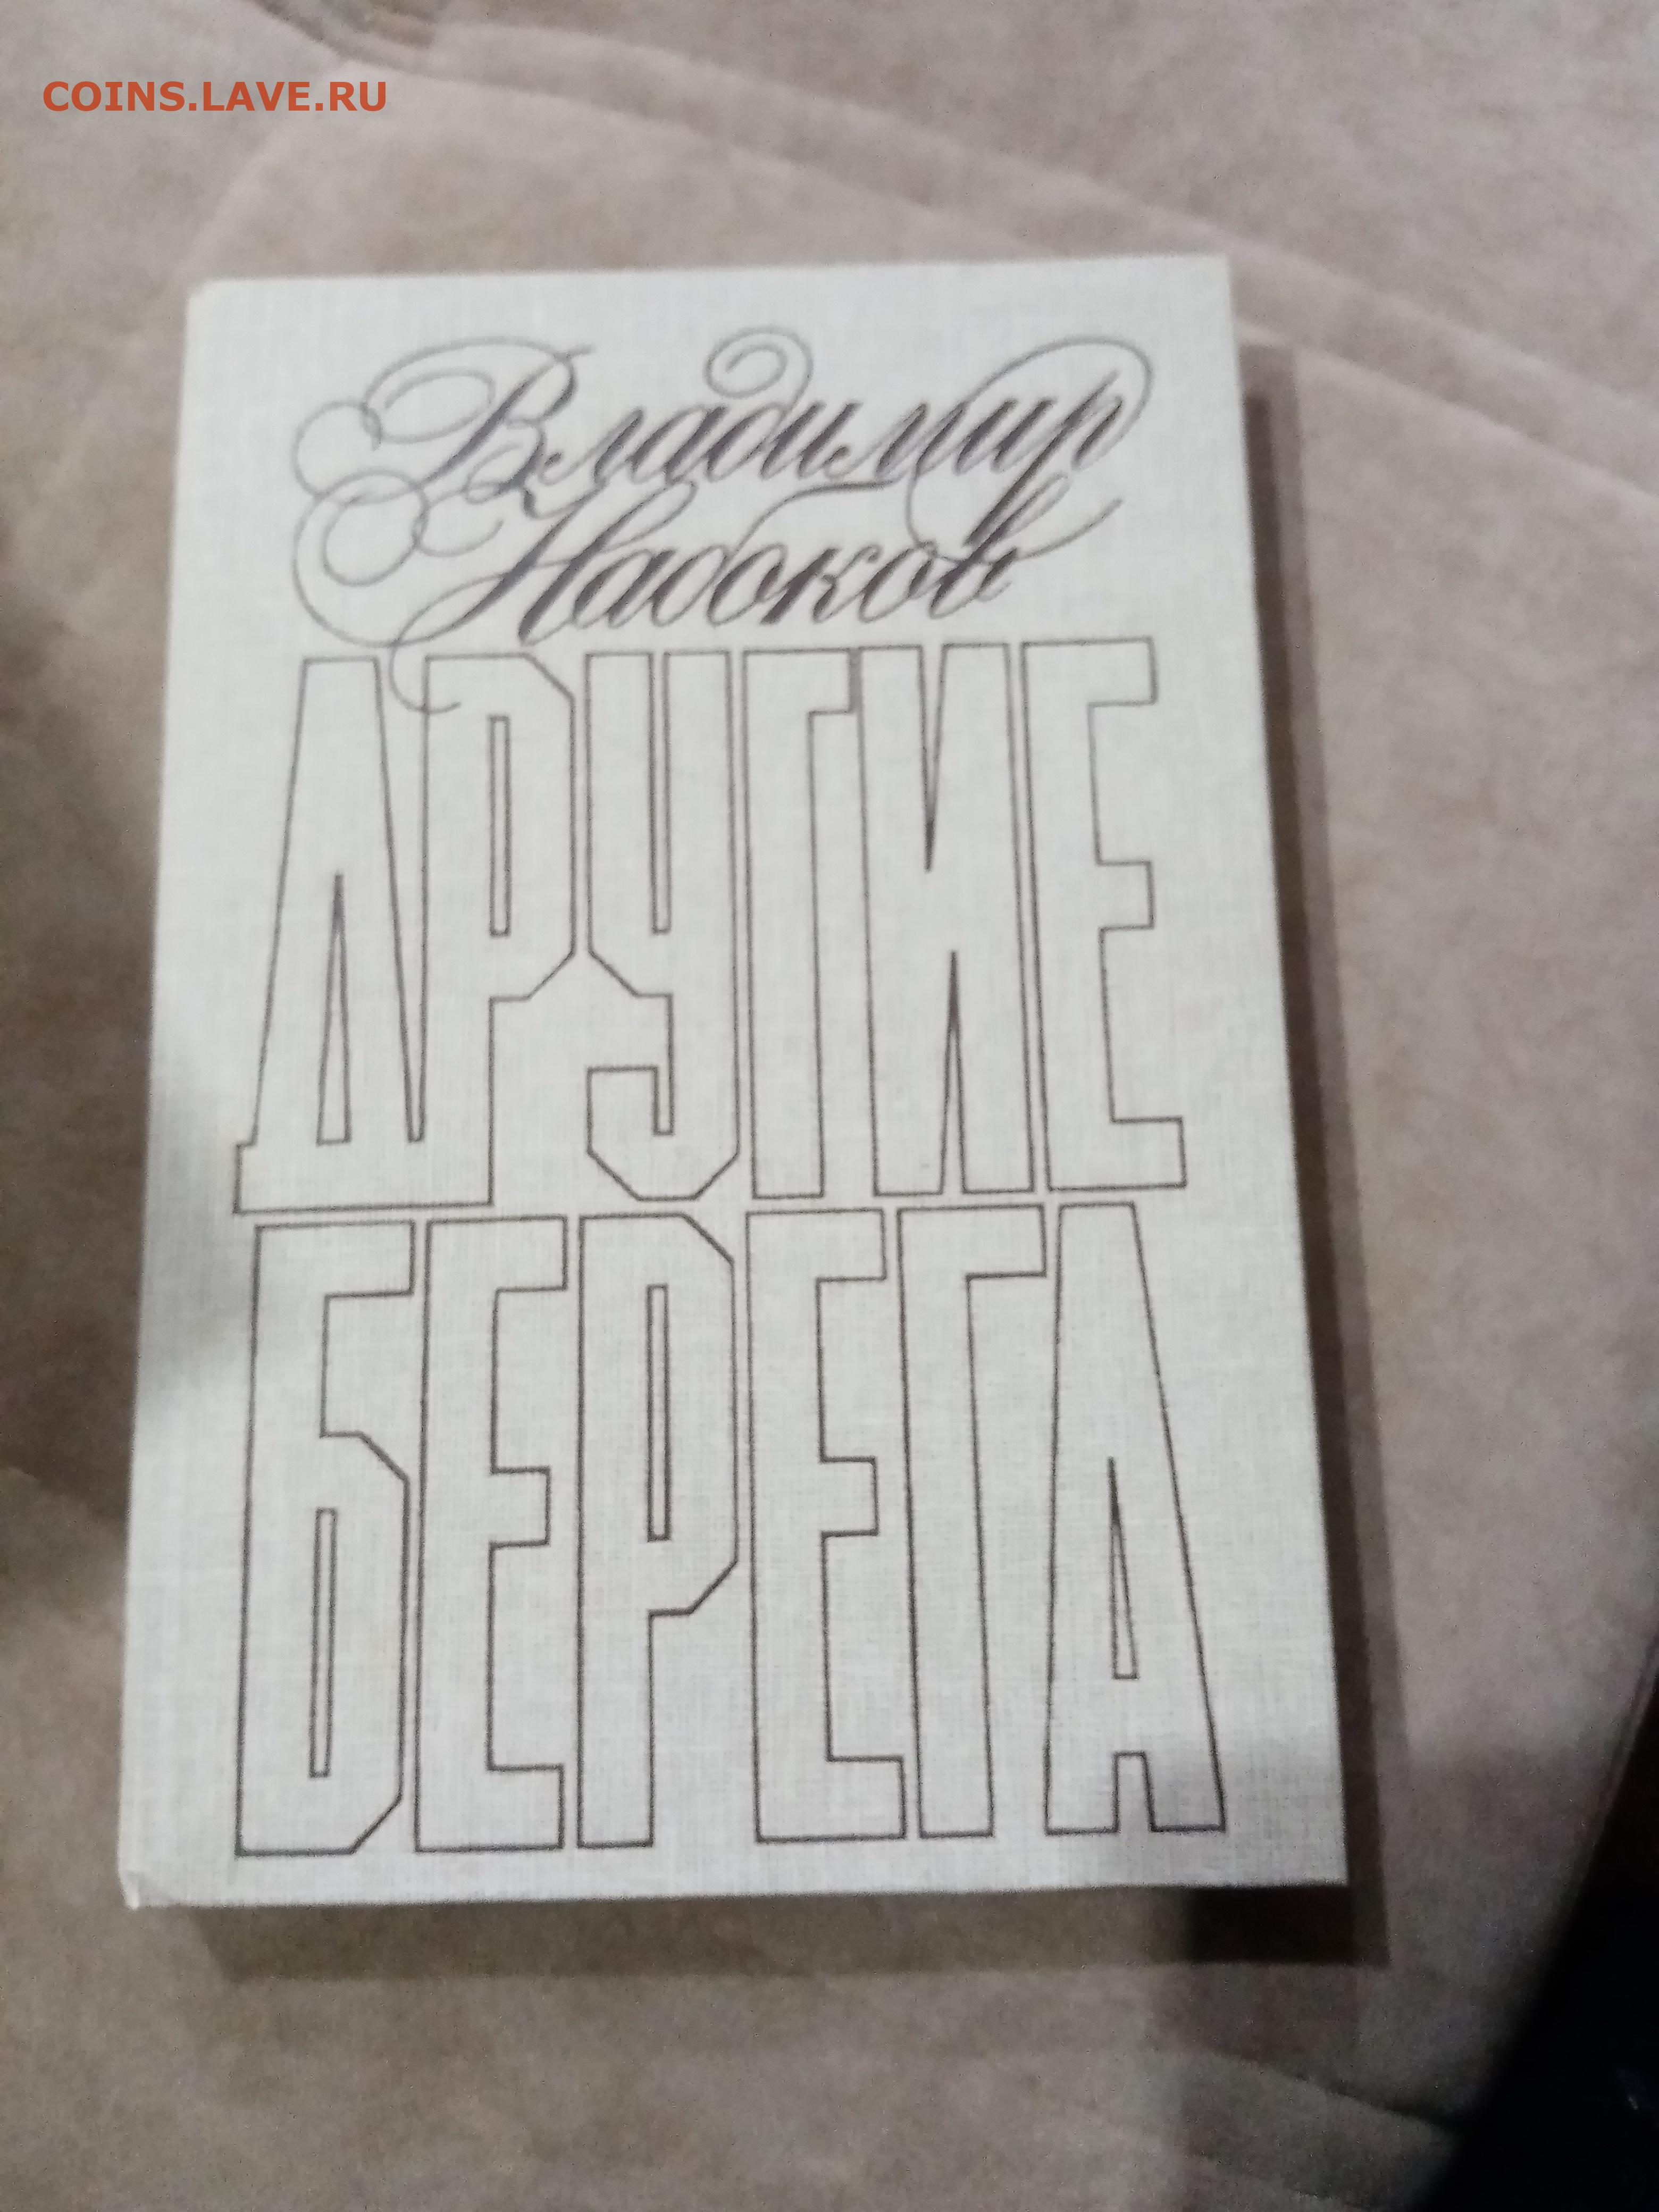 COINS.LAVE.RU
Владимир
Набоков
ДРУГИЕ
БЕРЕГА